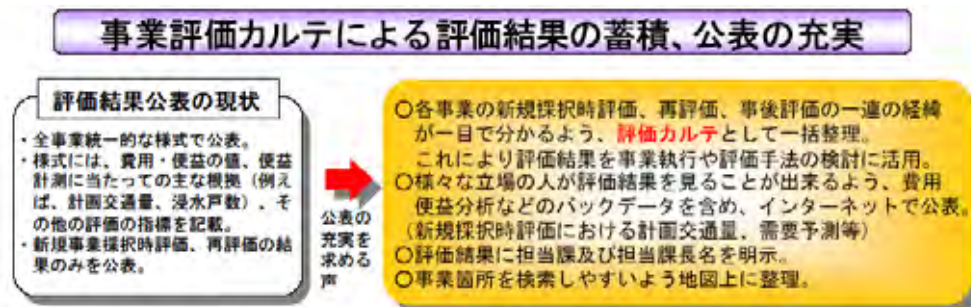 事業評価カルテによる評価結果の蓄積、公表の充実
評価結果公表の現状
・全事業統一的な様式で公表。
・様式には、費用・便益の値、便益
計測に当たっての主な根拠（例え
ば、計画交通量、浸水戸数）、そ
の他の評価の指標を記載。
・新規事業採択時評価、再評価の結
果のみを公表。
公表の
充実を
求める
声
○各事業の新規採択時評価、再評価、事後評価の一連の経緯
が一目で分かるよう、評価カルテとして一括整理。
これにより評価結果を事業執行や評価手法の検討に活用。
○様々な立場の人が評価結果を見ることが出来るよう、費用
便益分析などのバックデータを含め、インターネットで公表。
（新規採択時評価における計画交通量、需要予測等）
○評価結果に担当課及び担当課長名を明示。
○事業箇所を検索しやすいよう地図上に整理。